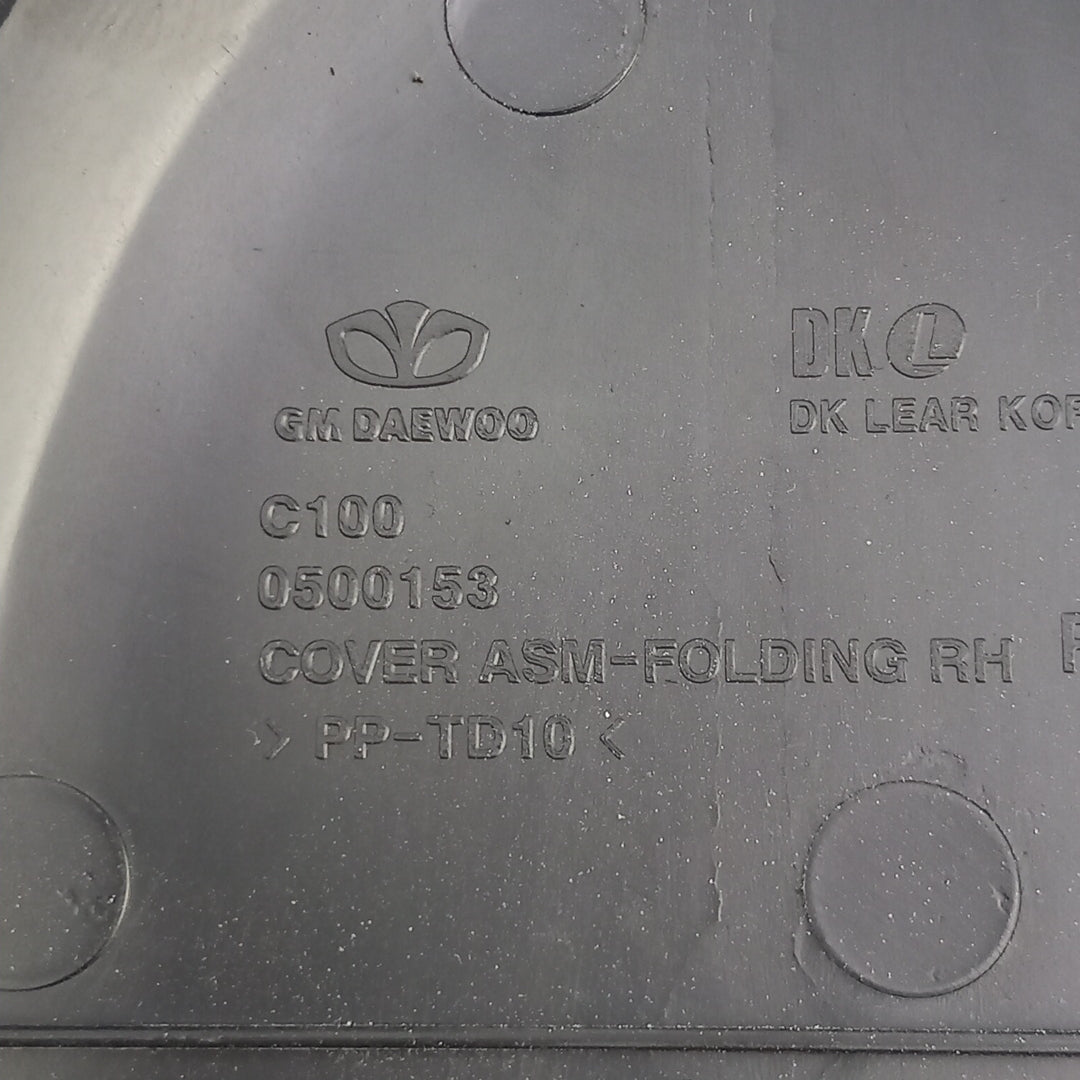 GM DAEWOO
DK L
DK LEAR
C100
0500153
COVER ASM-FOLDING RH
> PP-TD10 <